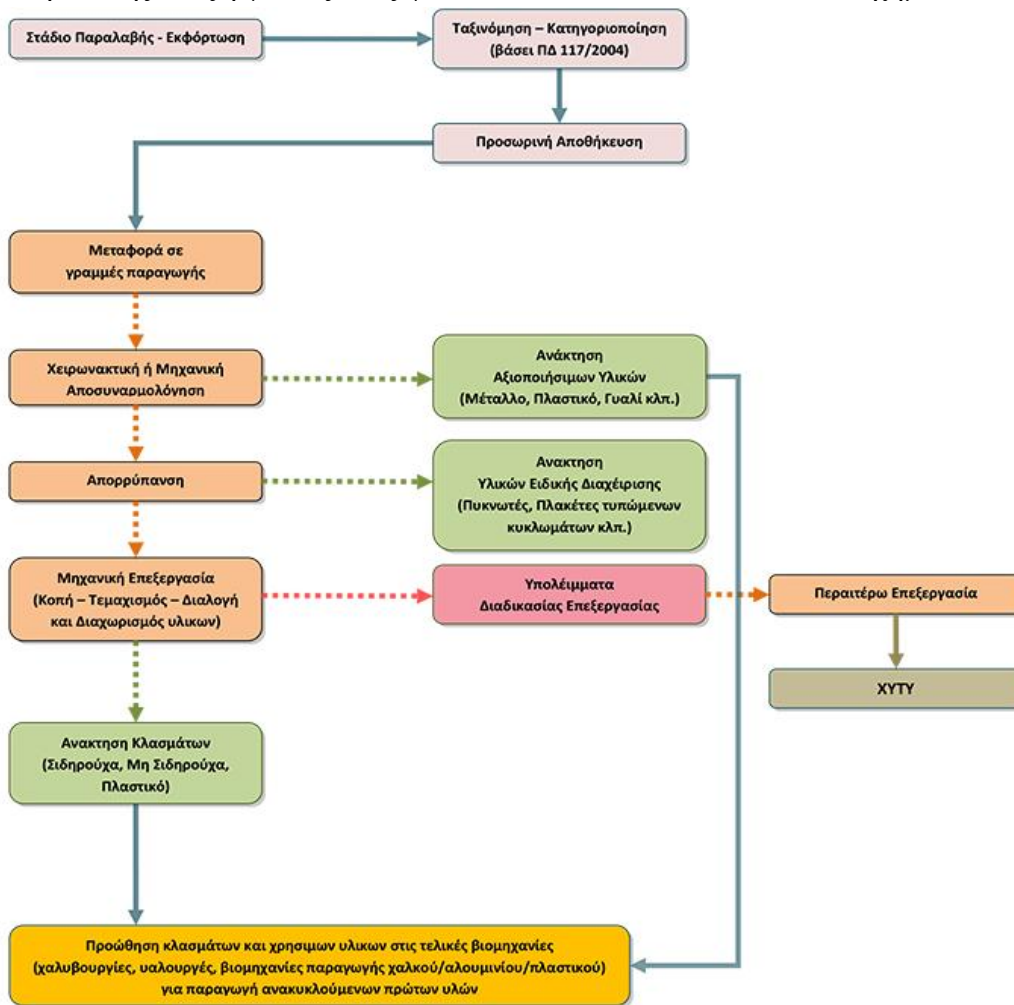 Στάδιο Παραλαβής - Εκφόρτωση
Ταξινόμηση – Κατηγοριοποίηση
(βάσει ΠΔ 117/2004)
Προσωρινή Αποθήκευση
Μεταφορά σε
γραμμές παραγωγής
Χειρωνακτική ή Μηχανική
Αποσυναρμολόγηση
Ανάκτηση
Αξιοποιήσιμων Υλικών
(Μέταλλο, Πλαστικό, Γυαλί κλπ.)
Απορρύπανση
Ανακτηση
Υλικών Ειδικής Διαχείρισης
(Πυκνωτές, Πλακέτες τυπώμενων
κυκλωμάτων κλπ.)
Μηχανική Επεξεργασία
(Κοπή – Τεμαχισμός – Διαλογή
και Διαχωρισμός υλικων)
Υπολέιμματα
Διαδικασίας Επεξεργασίας
Περαιτέρω Επεξεργασία
ΧΥΤΥ
Ανακτηση Κλασμάτων
(Σιδηρούχα, Μη Σιδηρούχα,
Πλαστικό)
Προώθηση κλασμάτων και χρησιμων υλικων στις τελικές βιομηχανίες
(χαλυβουργίες, υαλουργές, βιομηχανίες παραγωγής χαλκού/αλουμινίου/πλαστικού)
για παραγωγή ανακυκλούμενων πρώτων υλών